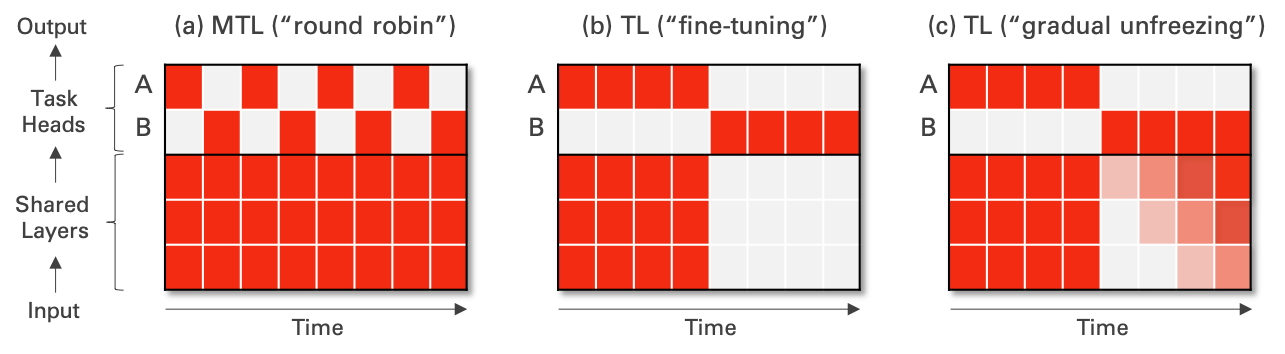 Output
(a) MTL (“round robin”)
(b) TL (“fine-tuning”)
(c) TL (“gradual unfreezing”)
Task
Heads
A
B
A
B
A
B
Shared
Layers
Input
Time
Time
Time